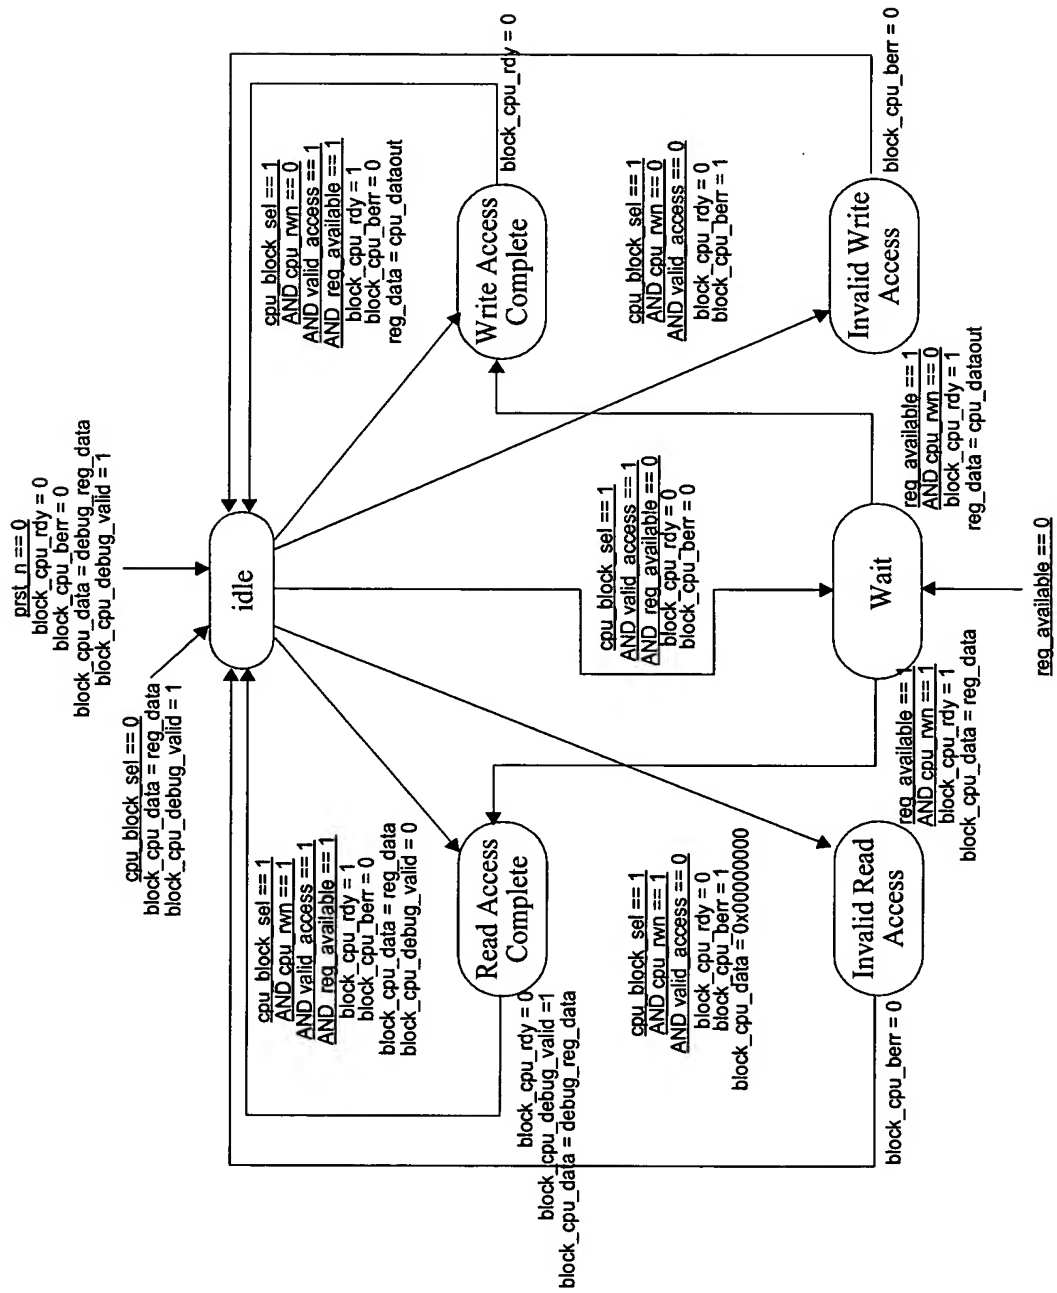 prst_n == 0
block_cpu_rdy = 0
block_cpu_berr = 0
block_cpu_data = debug_reg_data
block_cpu_debug_valid = 1
cpu_block_sel == 0
block_cpu_data = reg_data
block_cpu_debug_valid = 1
idle
cpu_block_sel == 1
AND cpu_rwn == 1
AND valid_access == 1
AND reg_available == 1
block_cpu_rdy = 1
block_cpu_berr = 0
block_cpu_data = reg_data
block_cpu_debug_valid = 0
cpu_block_sel == 1
AND cpu_rwn == 0
AND valid_access == 1
AND reg_available == 1
block_cpu_rdy = 1
block_cpu_berr = 0
reg_data = cpu_dataout
Read Access
Complete
Write Access
Complete
block_cpu_rdy = 0
block_cpu_debug_valid =1
block_cpu_data = debug_reg_data
block_cpu_rdy = 0
cpu_block_sel == 1
AND valid_access == 1
AND reg_available == 0
block_cpu_rdy = 0
block_cpu_berr = 0
cpu_block_sel == 1
AND cpu_rwn == 1
AND valid_access == 0
block_cpu_rdy = 0
block_cpu_berr = 1
block_cpu_data = 0x00000000
cpu_block_sel == 1
AND cpu_rwn == 0
AND valid_access == 0
block_cpu_rdy = 0
block_cpu_berr = 1
Invalid Read
Access
Wait
Invalid Write
Access
block_cpu_berr = 0
reg_available == 1
AND cpu_rwn == 1
block_cpu_rdy = 1
block_cpu_data = reg_data
reg_available == 1
AND cpu_rwn == 0
block_cpu_rdy = 1
reg_data = cpu_dataout
block_cpu_berr = 0
reg_available == 0